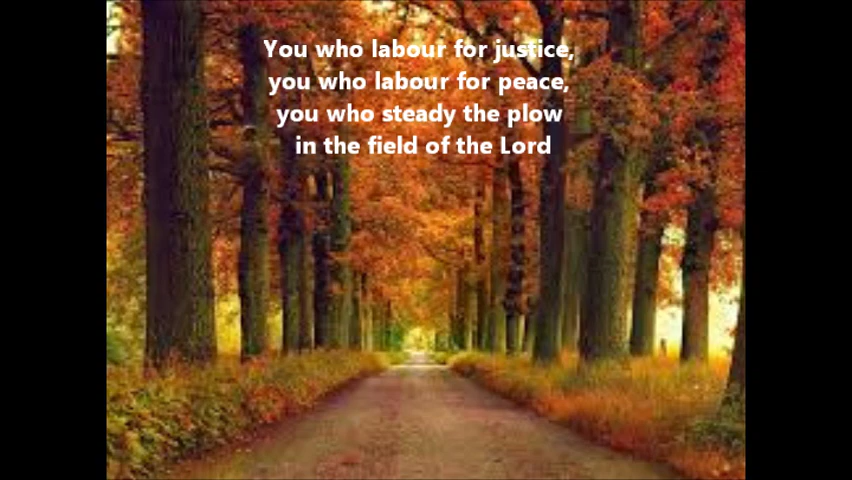 You who labour for justice,
you who labour for peace,
you who steady the plow
in the field of the Lord